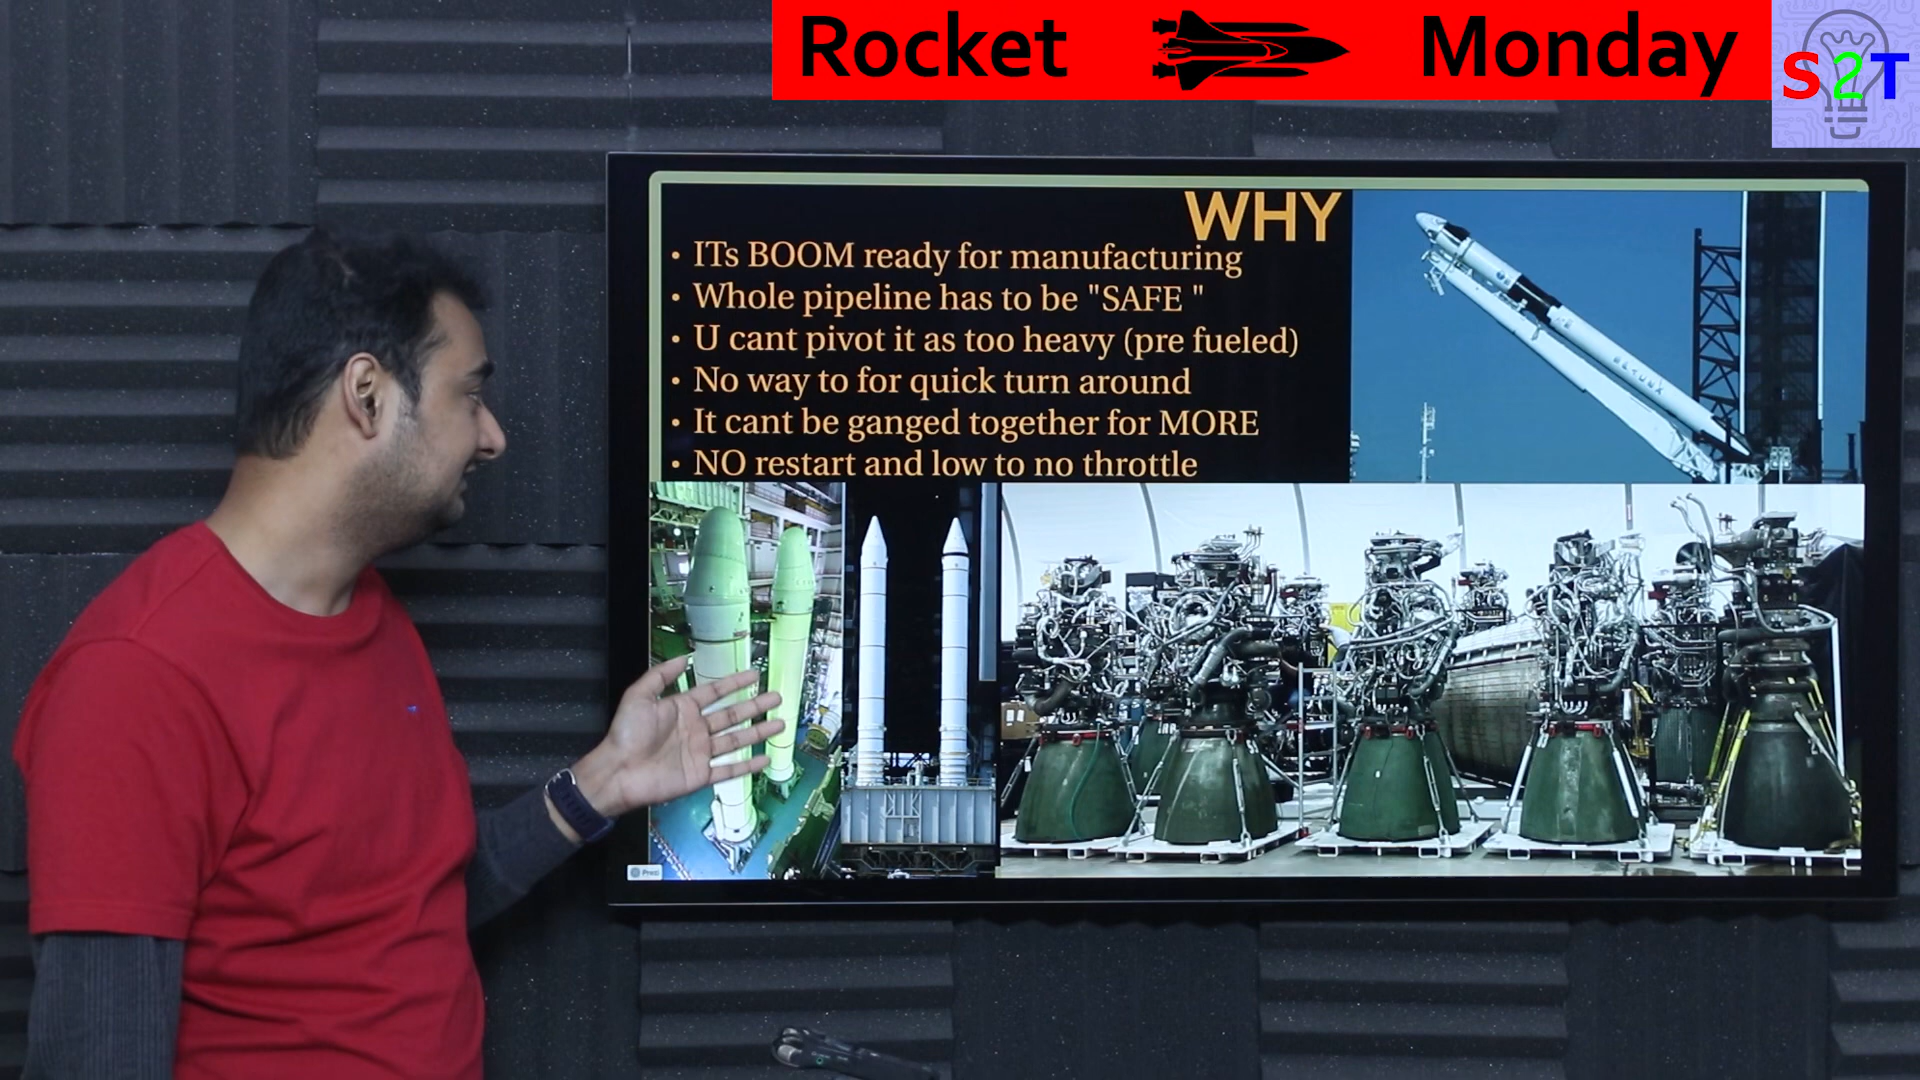 Rocket Monday
S2T
WHY
• ITs BOOM ready for manufacturing
• Whole pipeline has to be "SAFE "
• U cant pivot it as too heavy (pre fueled)
• No way to for quick turn around
• It cant be ganged together for MORE
• NO restart and low to no throttle
Prezi